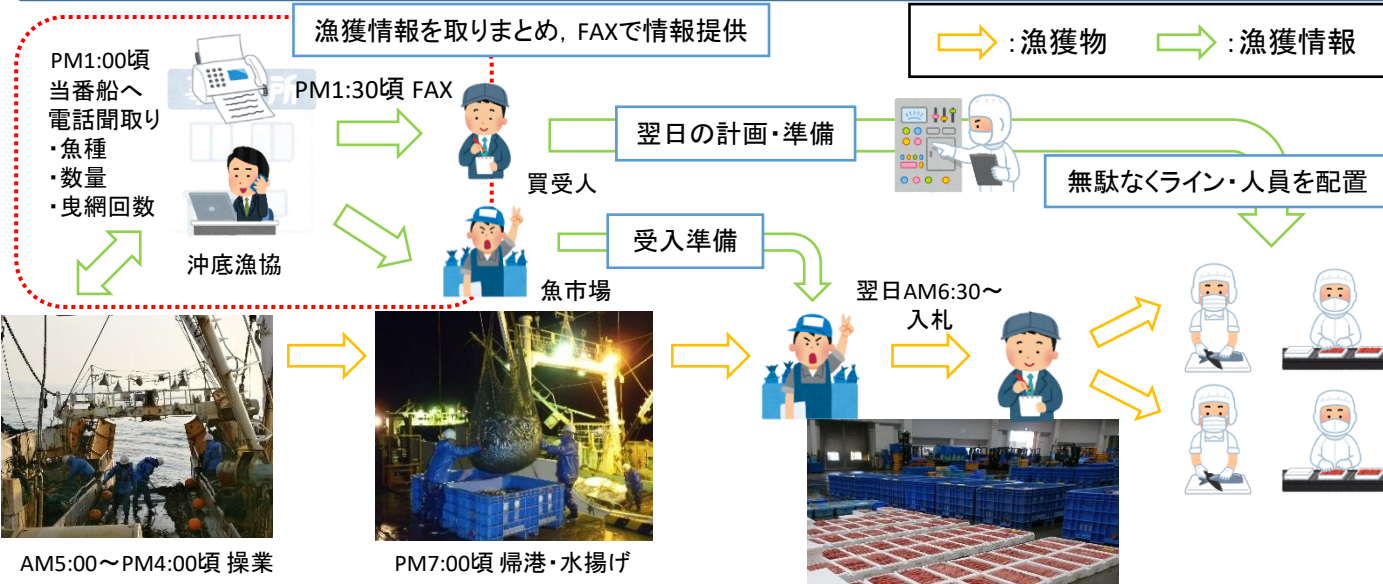 漁獲情報を取りまとめ，FAXで情報提供
：漁獲物
：漁獲情報
PM1:00頃
当番船へ
電話聞取り
・魚種
・数量
・曳網回数
PM1:30頃 FAX
買受人
翌日の計画・準備
無駄なくライン・人員を配置
沖底漁協
魚市場
受入準備
翌日AM6:30～
入札
AM5:00～PM4:00頃 操業
PM7:00頃 帰港・水揚げ